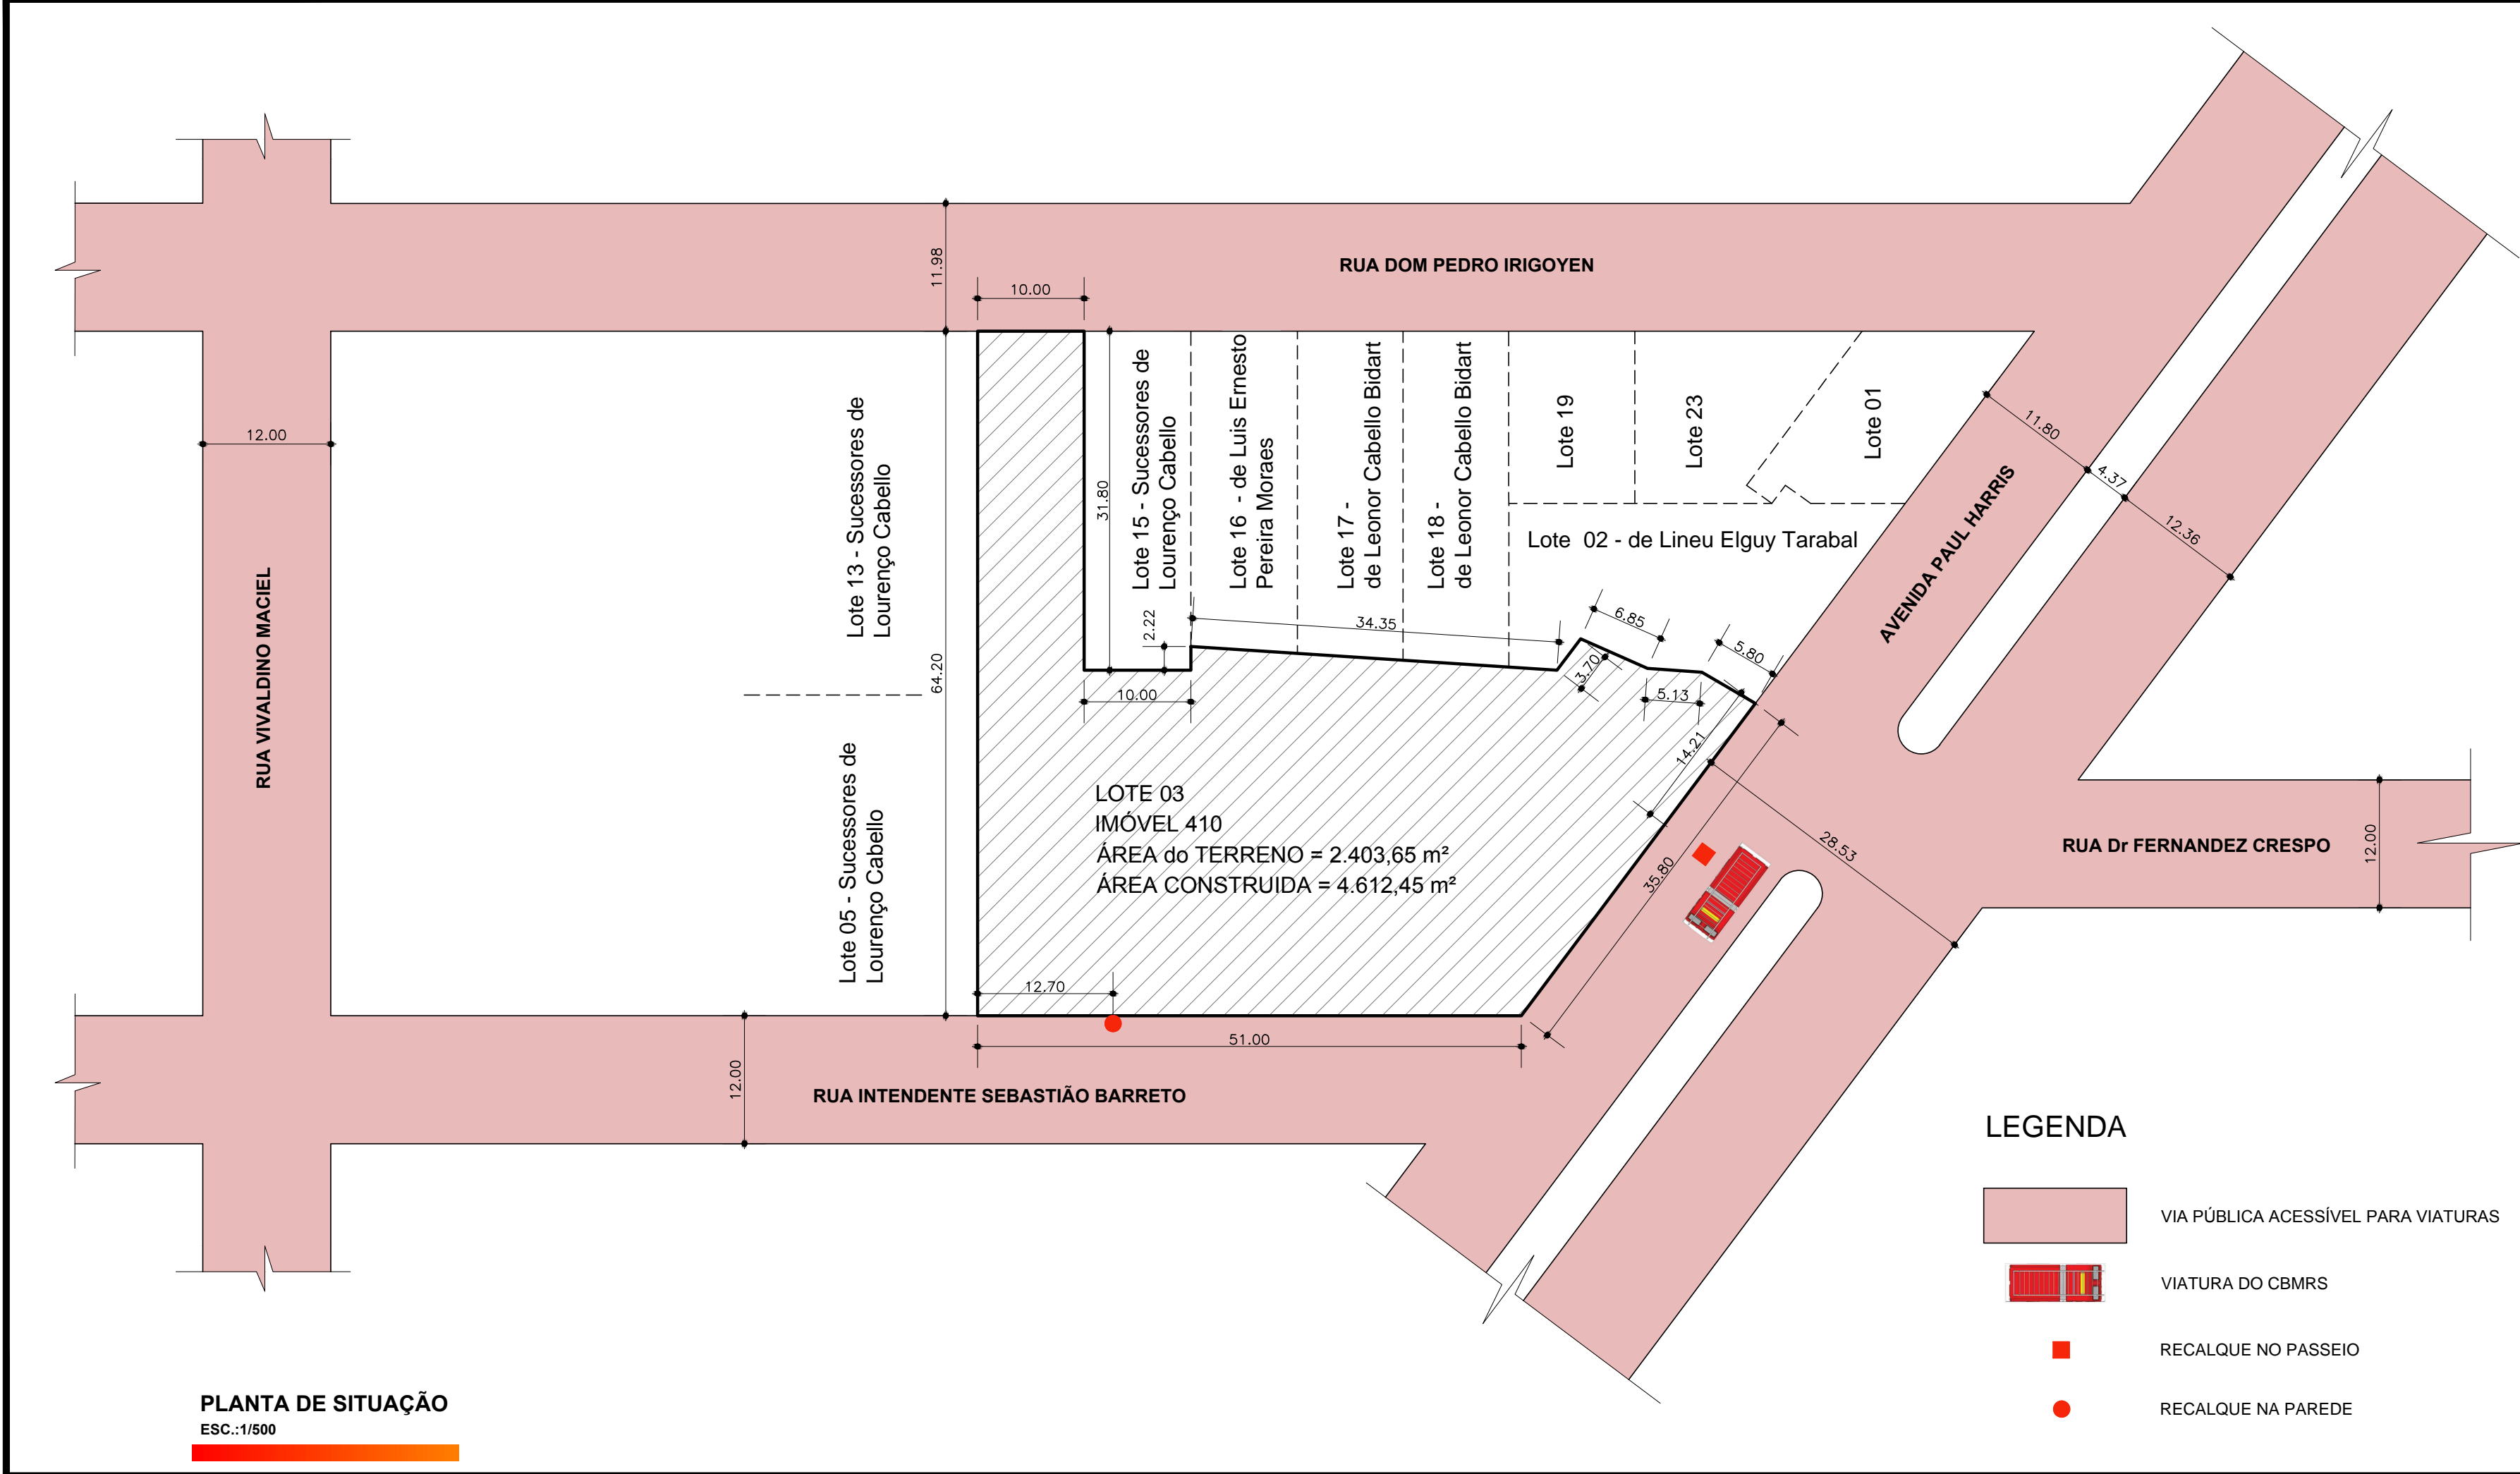 11.98
RUA DOM PEDRO IRIGOYEN
10.00
12.00
RUA VIVALDINO MACIEL
Lote 13 - Sucessores de
Lourenço Cabello
Lote 05 - Sucessores de
Lourenço Cabello
64.20
31.80
Lote 15 - Sucessores de
Lourenço Cabello
2.22
10.00
Lote 16 - de Luis Ernesto
Pereira Moraes
Lote 17 -
de Leonor Cabello Bidart
Lote 18 -
de Leonor Cabello Bidart
Lote 19
Lote 23
Lote 01
Lote 02 - de Lineu Elguy Tarabal
34.35
3.70
6.85
5.13
5.80
14.21
35.80
28.53
AVENIDA PAUL HARRIS
11.80
4.37
12.36
LOTE 03
IMÓVEL 410
ÁREA do TERRENO = 2.403,65 m²
ÁREA CONSTRUIDA = 4.612,45 m²
RUA Dr FERNANDEZ CRESPO
12.00
12.70
51.00
12.00
RUA INTENDENTE SEBASTIÃO BARRETO
LEGENDA
VIA PÚBLICA ACESSÍVEL PARA VIATURAS
VIATURA DO CBMRS
RECALQUE NO PASSEIO
RECALQUE NA PAREDE
PLANTA DE SITUAÇÃO
ESC.:1/500